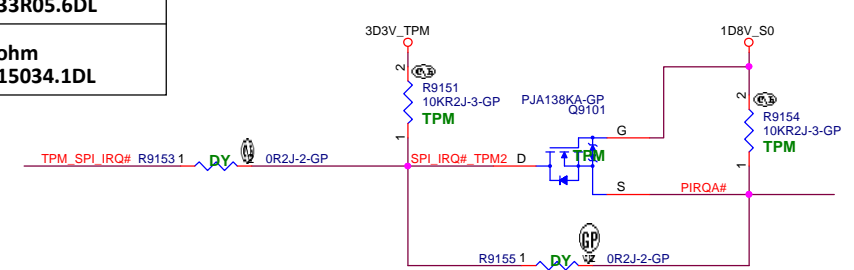 33R05.6DL
ohm
15034.1DL
3D3V_TPM
1D8V_S0
2
R9151
10KR2J-3-GP
TPM
1
PJA138KA-GP
Q9101
G
2
R9154
10KR2J-3-GP
TPM
1
TPM_SPI_IRQ# R9153 1 DY 2 0R2J-2-GP
SPI_IRQ#_TPM2 D
TPM
S
PIRQA#
GP
R9155 1 DY 2 0R2J-2-GP